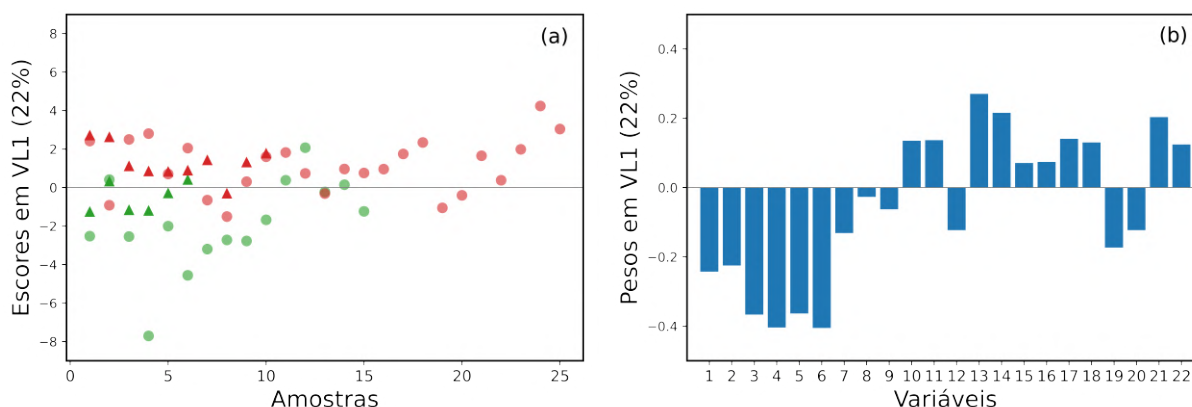 (a)
Escores em VL1 (22%)
8
6
4
2
0
−2
−4
−6
−8
0 5 10 15 20 25
Amostras
(b)
Pesos em VL1 (22%)
0.4
0.2
0.0
−0.2
−0.4
1 2 3 4 5 6 7 8 9 10 11 12 13 14 15 16 17 18 19 20 21 22
Variáveis